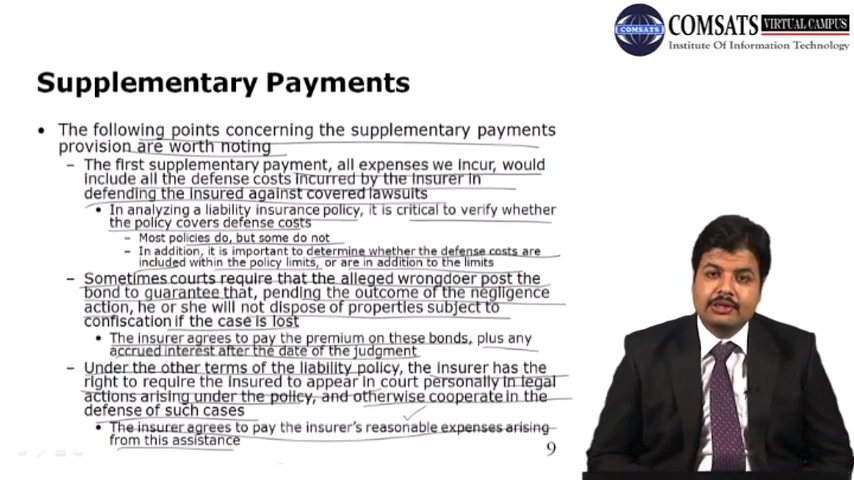 COMSATS VIRTUAL CAMPUS
COMSATS
Institute Of Information Technology
Supplementary Payments
• The following points concerning the supplementary payments
provision are worth noting
– The first supplementary payment, all expenses we incur, would
include all the defense costs incurred by the insurer in
defending the insured against covered lawsuits
• In analyzing a liability insurance policy, it is critical to verify whether
the policy covers defense costs
– Most policies do, but some do not
– In addition, it is important to determine whether the defense costs are
included within the policy limits, or are in addition to the limits
– Sometimes courts require that the alleged wrongdoer post the
bond to guarantee that, pending the outcome of the negligence
action, he or she will not dispose of properties subject to
confiscation if the case is lost
• The insurer agrees to pay the premium on these bonds, plus any
accrued interest after the date of the judgment
– Under the other terms of the liability policy, the insurer has the
right to require the insured to appear in court personally in legal
actions arising under the policy, and otherwise cooperate in the
defense of such cases
• The insurer agrees to pay the insurer's reasonable expenses arising
from this assistance
9